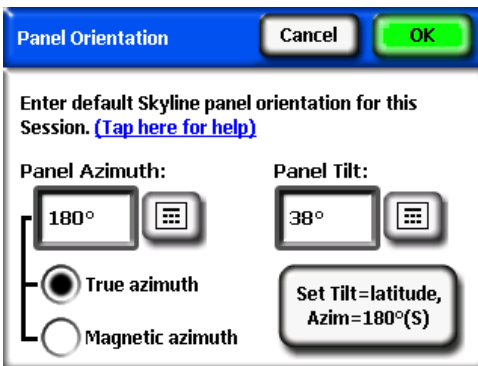 Panel Orientation
Cancel
OK
Enter default Skyline panel orientation for this
Session. (Tap here for help)
Panel Azimuth:
Panel Tilt:
180°
38°
True azimuth
Magnetic azimuth
Set Tilt=latitude,
Azim=180°(S)